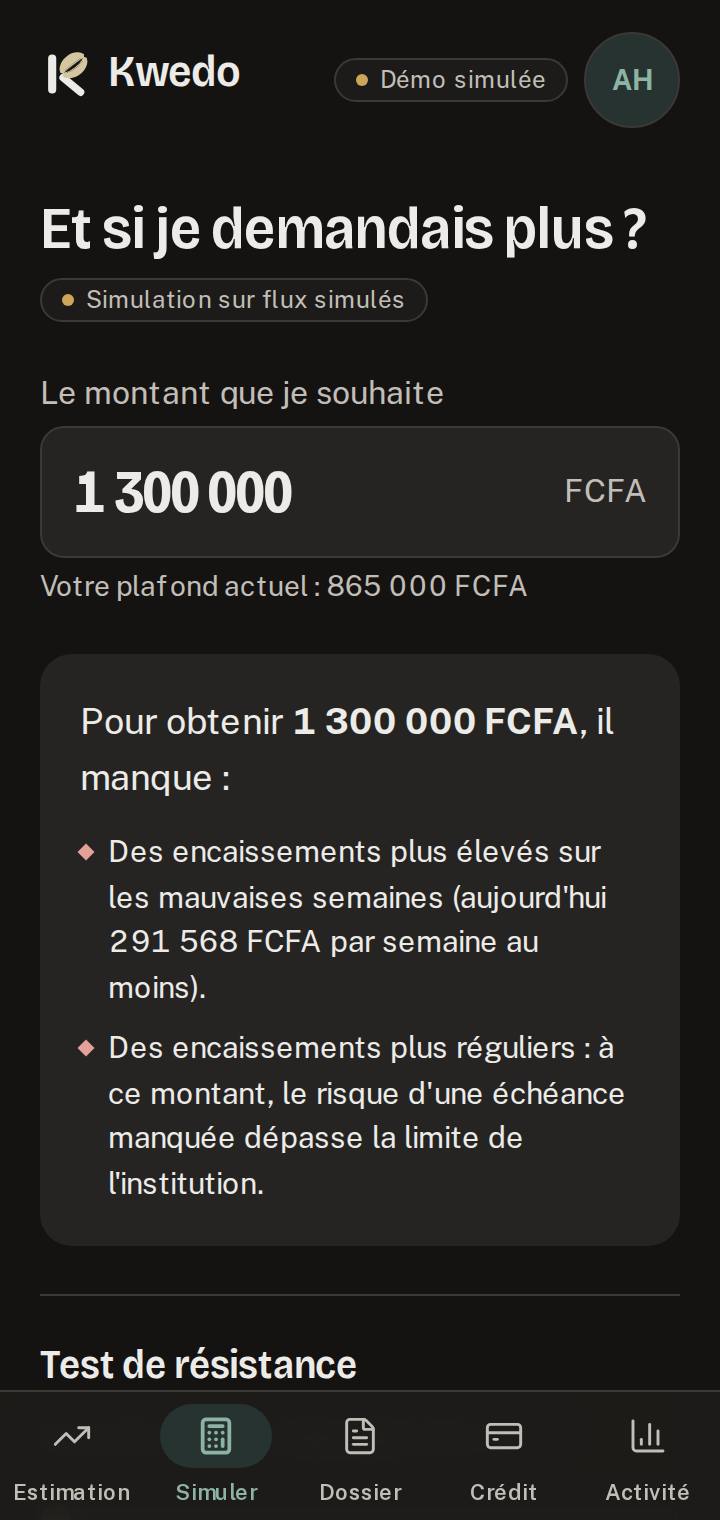 Kwedo
Démo simulée
AH
Et si je demandais plus ?
Simulation sur flux simulés
Le montant que je souhaite
1 300 000
FCFA
Votre plafond actuel : 865 000 FCFA
Pour obtenir 1 300 000 FCFA, il
manque :
Des encaissements plus élevés sur
les mauvaises semaines (aujourd'hui
291 568 FCFA par semaine au
moins).
Des encaissements plus réguliers : à
ce montant, le risque d'une échéance
manquée dépasse la limite de
l'institution.
Test de résistance
Estimation
Simuler
Dossier
Crédit
Activité